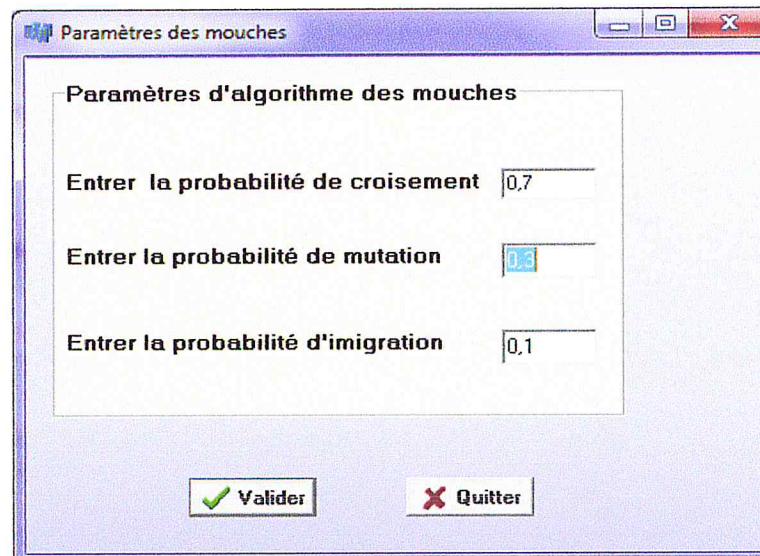 Paramètres des mouches
Paramètres d'algorithme des mouches
Entrer la probabilité de croisement 0,7
Entrer la probabilité de mutation 0,3
Entrer la probabilité d'imigration 0,1
Valider Quitter